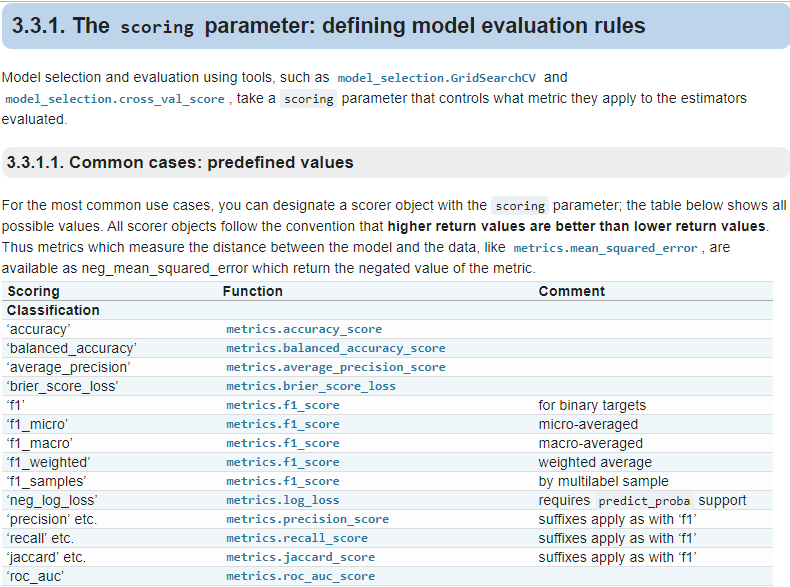 3.3.1. The scoring parameter: defining model evaluation rules
Model selection and evaluation using tools, such as model_selection.GridSearchCV and
model_selection.cross_val_score , take a scoring parameter that controls what metric they apply to the estimators
evaluated.
3.3.1.1. Common cases: predefined values
For the most common use cases, you can designate a scorer object with the scoring parameter; the table below shows all
possible values. All scorer objects follow the convention that higher return values are better than lower return values.
Thus metrics which measure the distance between the model and the data, like metrics.mean_squared_error , are
available as neg_mean_squared_error which return the negated value of the metric.
Scoring Function Comment
Classification
‘accuracy’ metrics.accuracy_score
‘balanced_accuracy’ metrics.balanced_accuracy_score
‘average_precision’ metrics.average_precision_score
‘brier_score_loss’ metrics.brier_score_loss
‘f1’ metrics.f1_score for binary targets
‘f1_micro’ metrics.f1_score micro-averaged
‘f1_macro’ metrics.f1_score macro-averaged
‘f1_weighted’ metrics.f1_score weighted average
‘f1_samples’ metrics.f1_score by multilabel sample
‘neg_log_loss’ metrics.log_loss requires predict_proba support
‘precision’ etc. metrics.precision_score suffixes apply as with ‘f1’
‘recall’ etc. metrics.recall_score suffixes apply as with ‘f1’
‘jaccard’ etc. metrics.jaccard_score suffixes apply as with ‘f1’
‘roc_auc’ metrics.roc_auc_score